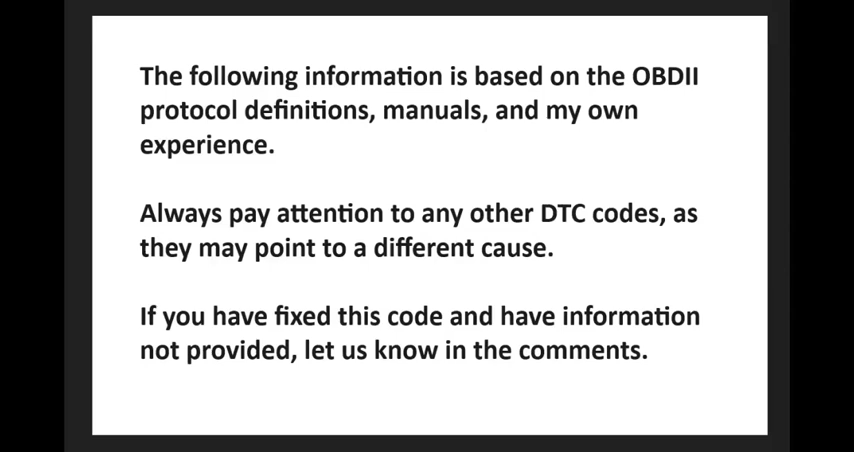 The following information is based on the OBDII
protocol definitions, manuals, and my own
experience.
Always pay attention to any other DTC codes, as
they may point to a different cause.
If you have fixed this code and have information
not provided, let us know in the comments.